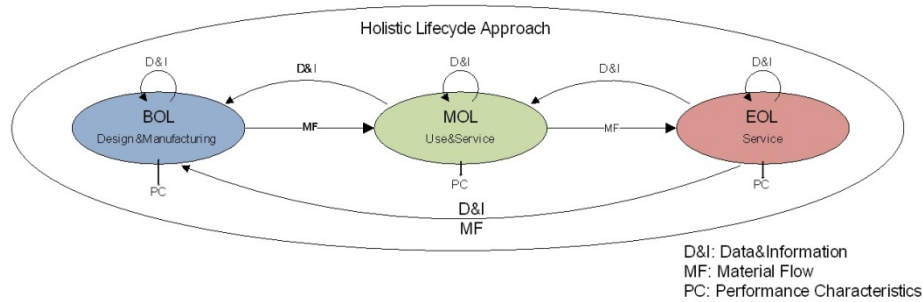 Holistic Lifecycle Approach
D&I
D&I
D&I
D&I
D&I
BOL
Design&Manufacturing
MF
MOL
Use&Service
MF
EOL
Service
PC
PC
PC
D&I
MF
D&I: Data&Information
MF: Material Flow
PC: Performance Characteristics